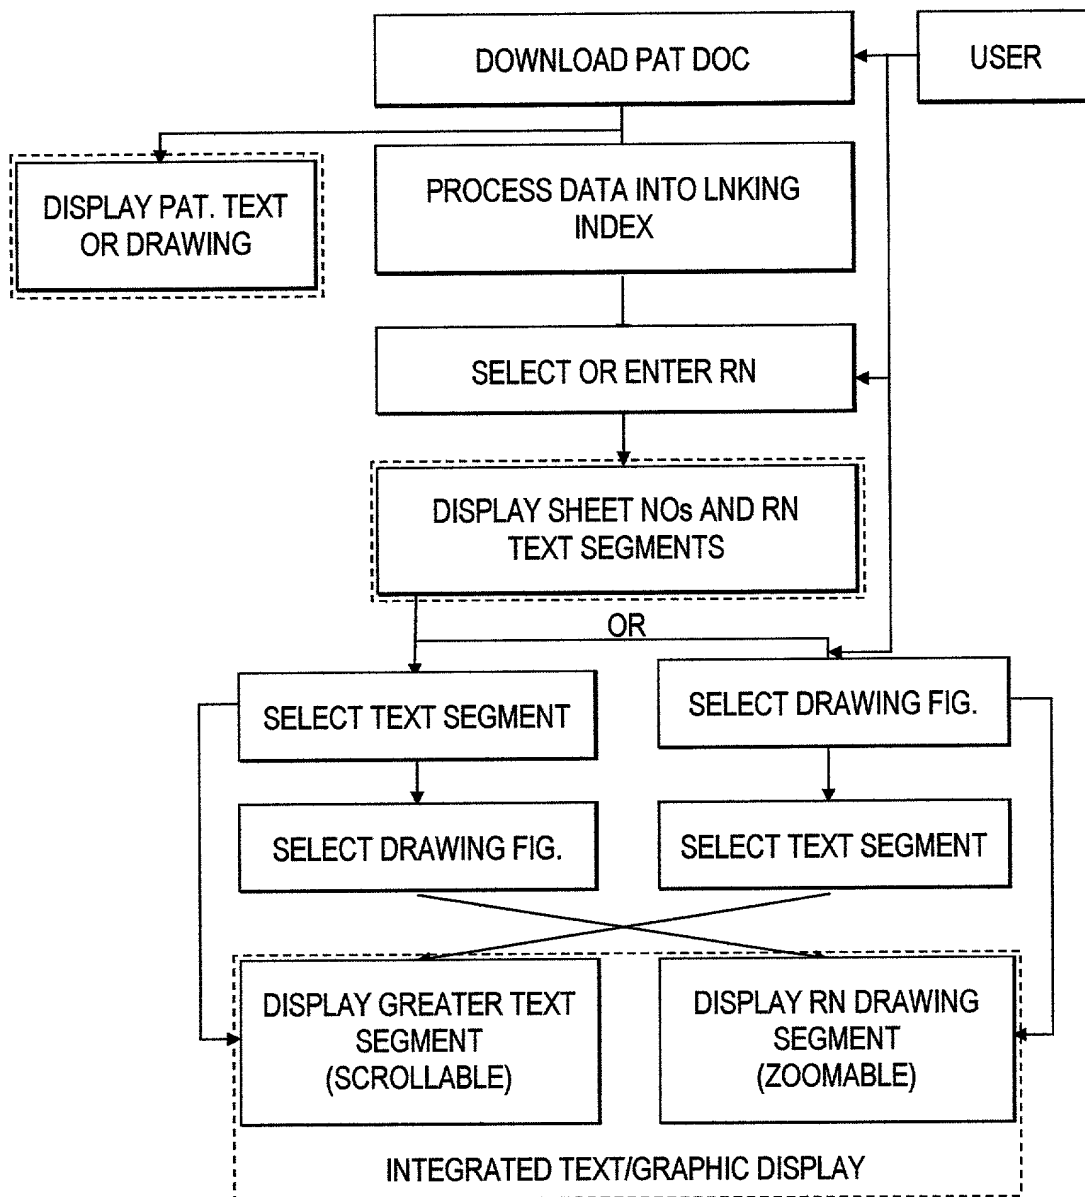 DOWNLOAD PAT DOC
USER
DISPLAY PAT. TEXT
OR DRAWING
PROCESS DATA INTO LNKING
INDEX
SELECT OR ENTER RN
DISPLAY SHEET NOs AND RN
TEXT SEGMENTS
OR
SELECT TEXT SEGMENT
SELECT DRAWING FIG.
SELECT DRAWING FIG.
SELECT TEXT SEGMENT
DISPLAY GREATER TEXT
SEGMENT
(SCROLLABLE)
DISPLAY RN DRAWING
SEGMENT
(ZOOMABLE)
INTEGRATED TEXT/GRAPHIC DISPLAY